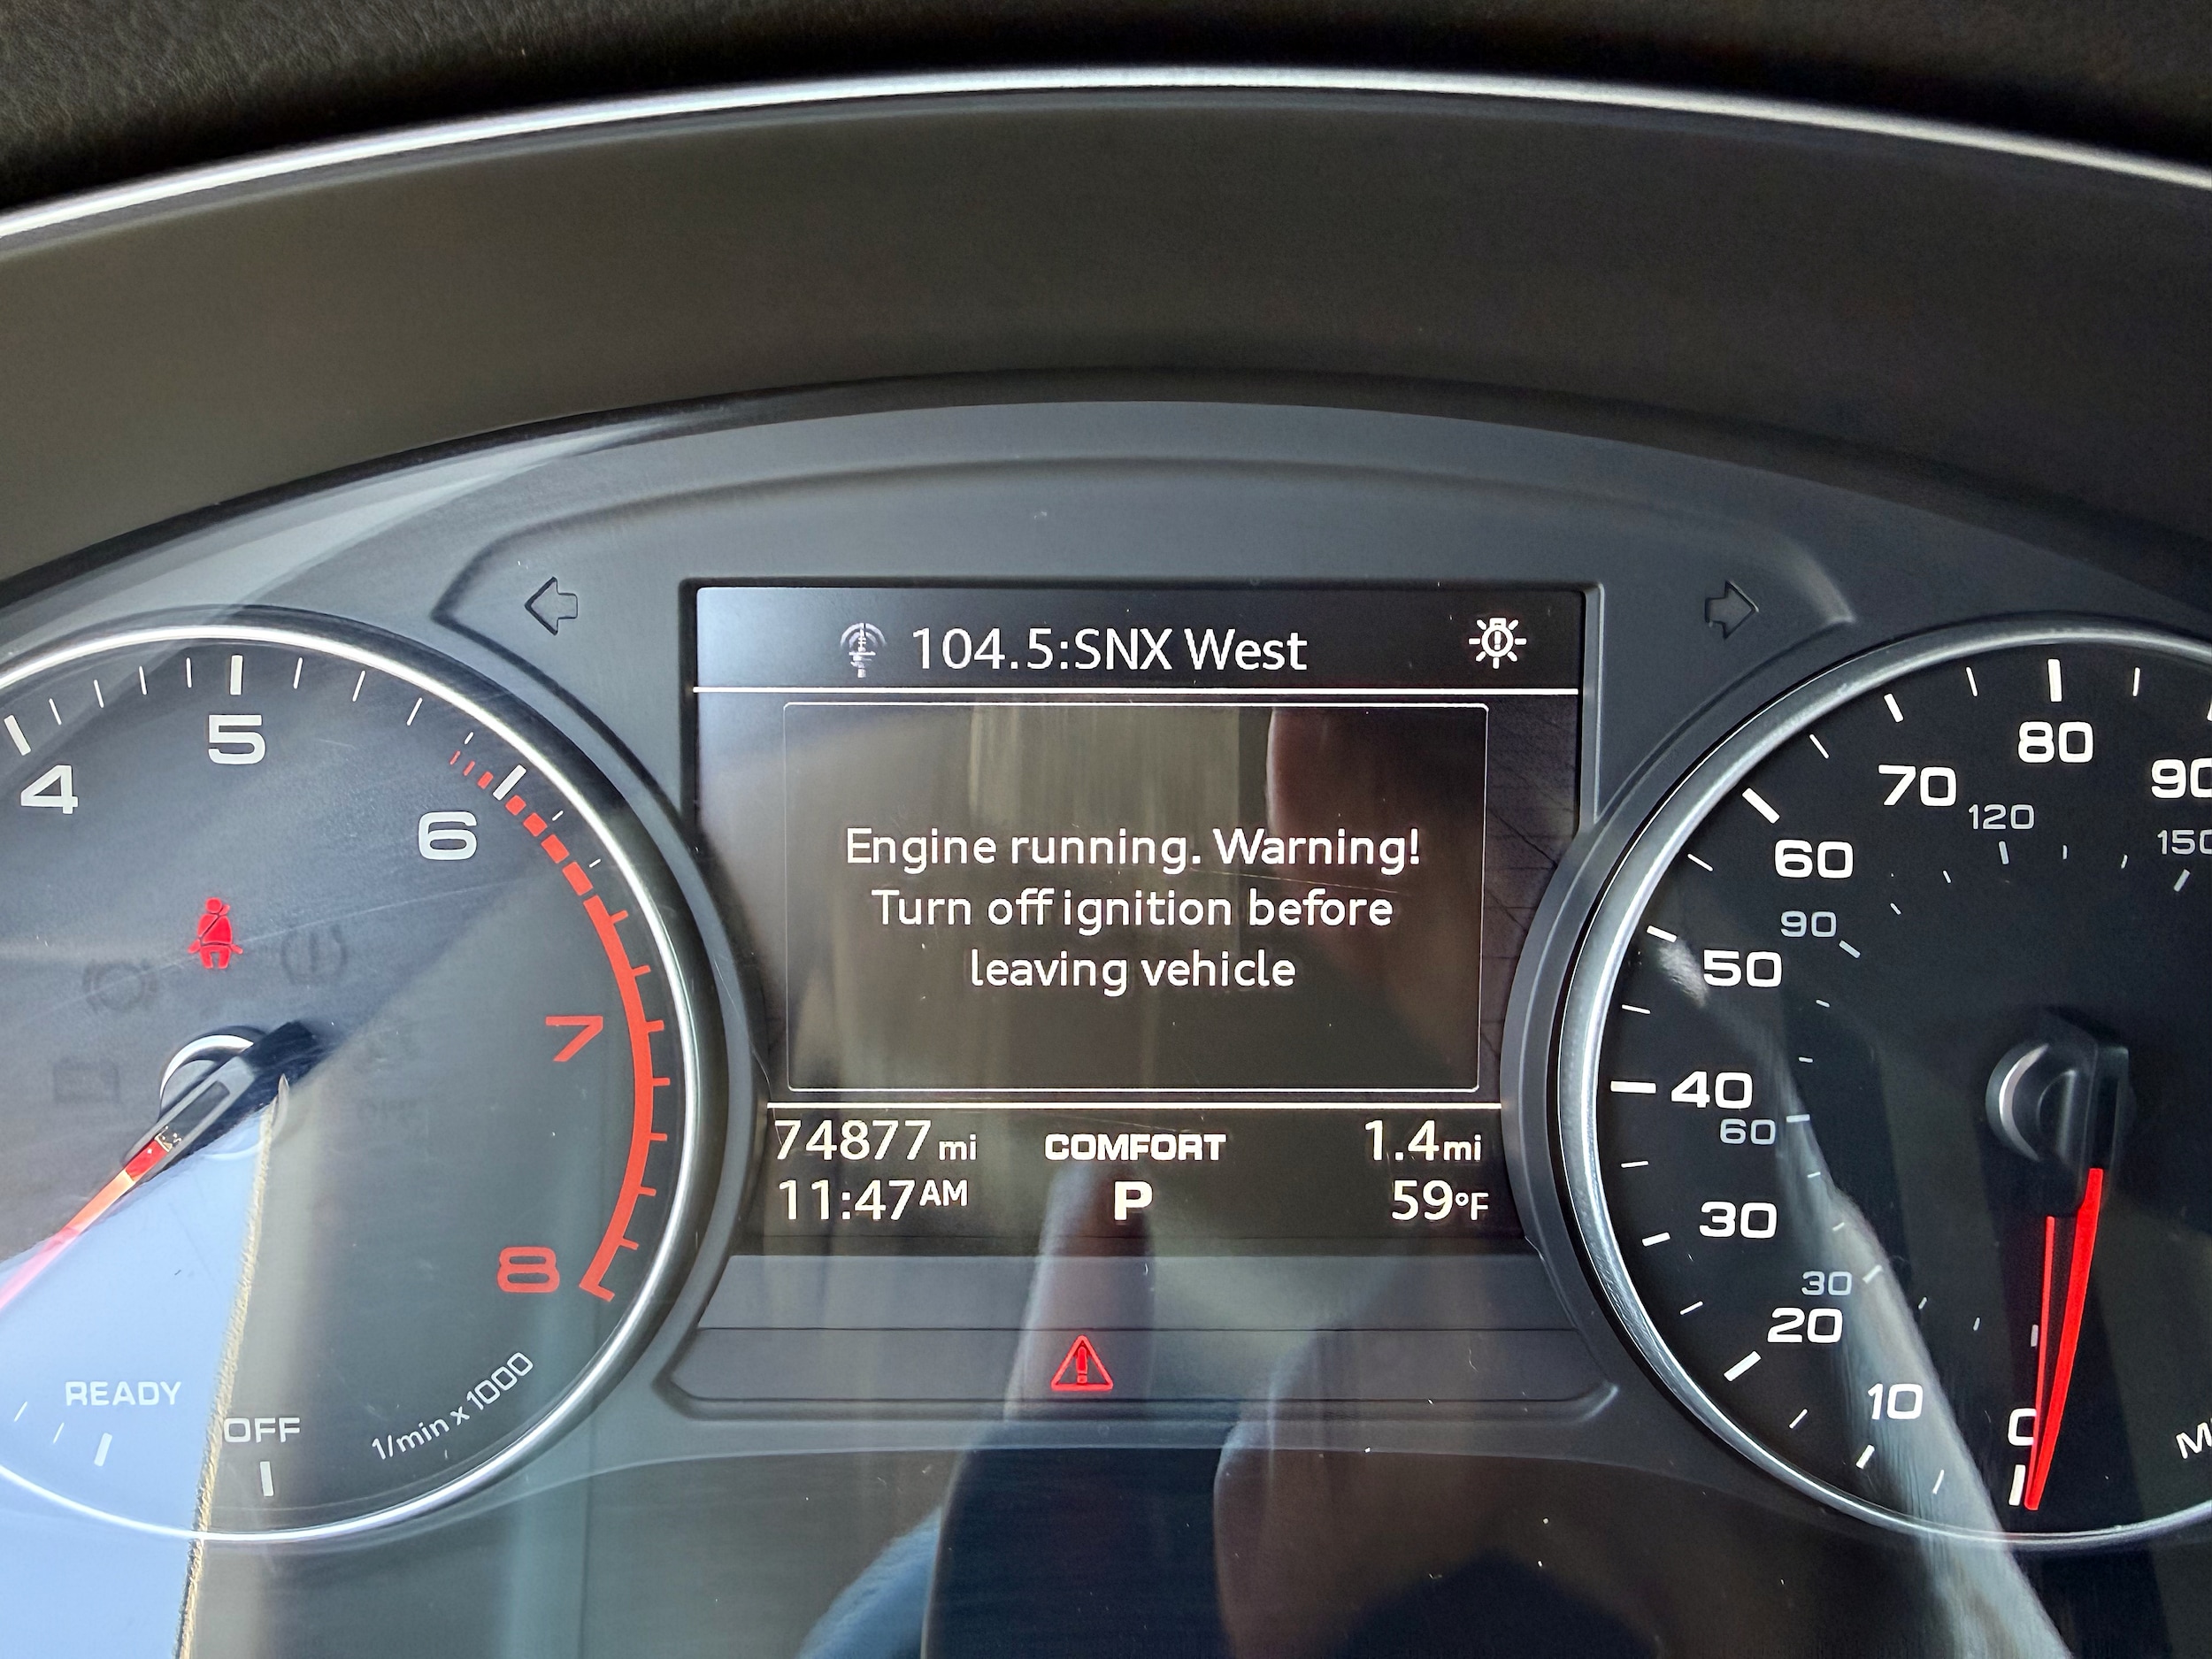 104.5:SNX West
Engine running. Warning!
Turn off ignition before
leaving vehicle
74877 mi COMFORT 1.4mi
11:47AM P 59°F
4
5
6
7
8
1/min x 1000
READY
OFF
0
10
20
30
40
50
60
70
80
30
60
90
120